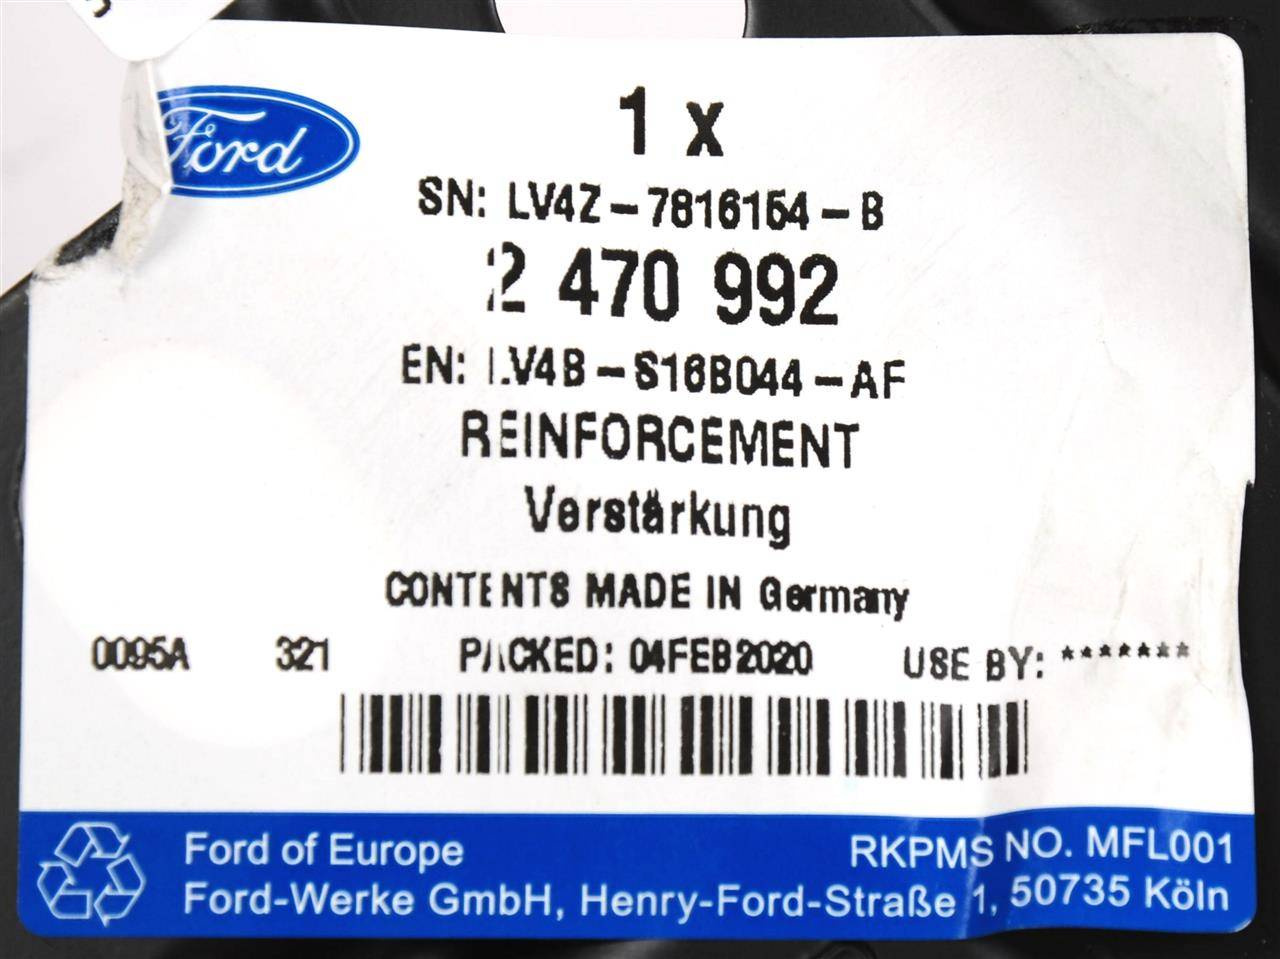 Ford
1 x
SN: LV4Z-7816154-B
2 470 992
EN: LV4B-S16B044-AF
REINFORCEMENT
Verstärkung
CONTENTS MADE IN Germany
0095A 321 PACKED: 04FEB2020 USE BY: *******
Ford of Europe RKPMS NO. MFL001
Ford-Werke GmbH, Henry-Ford-Straße 1, 50735 Köln